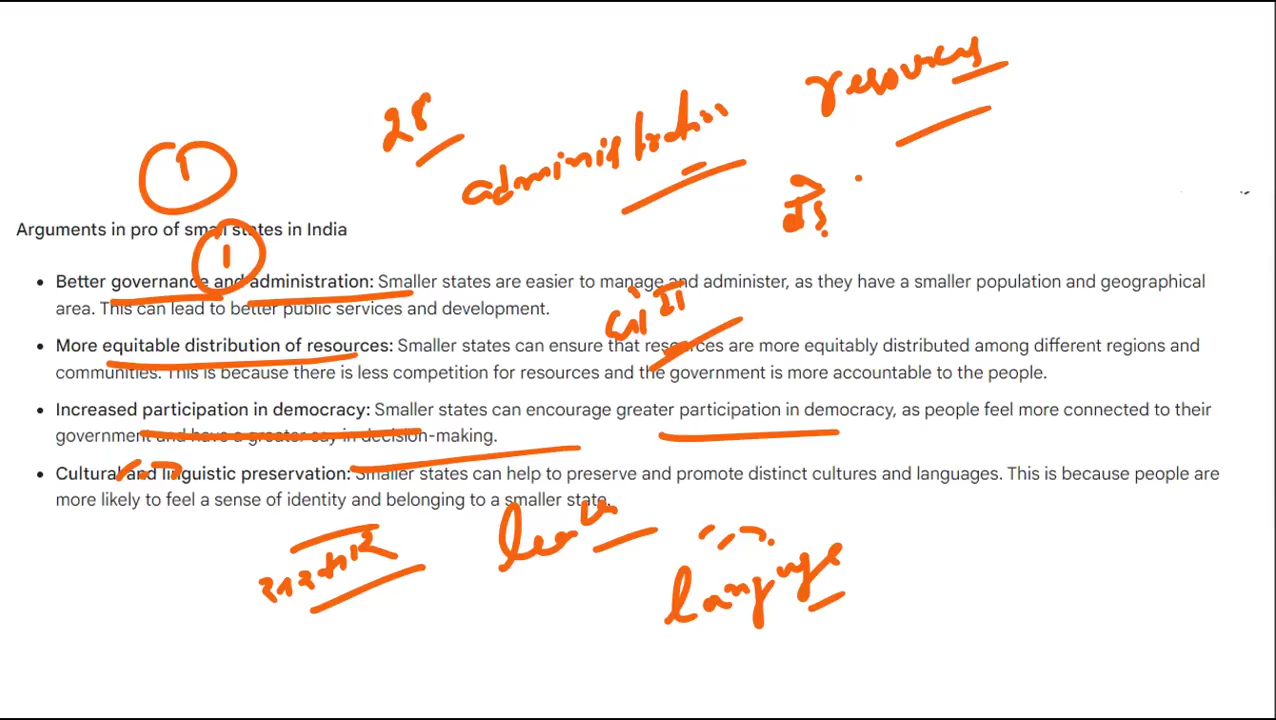 resources
28
administration
1
Arguments in pro of small states in India
1
• Better governance and administration: Smaller states are easier to manage and administer, as they have a smaller population and geographical
area. This can lead to better public services and development.
• More equitable distribution of resources: Smaller states can ensure that resources are more equitably distributed among different regions and
communities. This is because there is less competition for resources and the government is more accountable to the people.
• Increased participation in democracy: Smaller states can encourage greater participation in democracy, as people feel more connected to their
government and have a greater say in decision-making.
• Cultural and linguistic preservation: Smaller states can help to preserve and promote distinct cultures and languages. This is because people are
more likely to feel a sense of identity and belonging to a smaller state.
सरकार
language